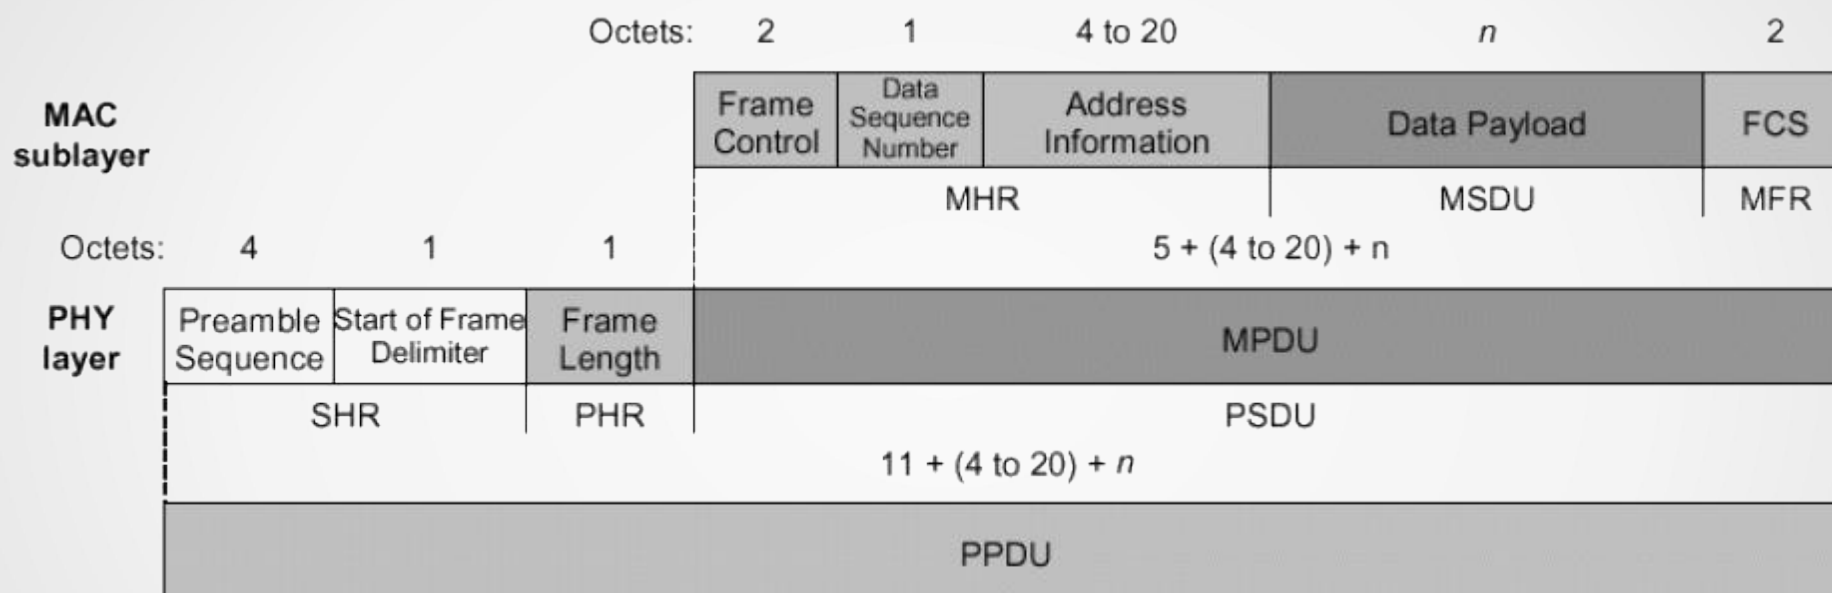 Octets: 2 1 4 to 20 n 2
MAC
sublayer
Frame
Control
Data
Sequence
Number
Address
Information
Data Payload
FCS
MHR MSDU MFR
Octets: 4 1 1 5 + (4 to 20) + n
PHY
layer
Preamble
Sequence
Start of Frame
Delimiter
Frame
Length
MPDU
SHR PHR PSDU
11 + (4 to 20) + n
PPDU